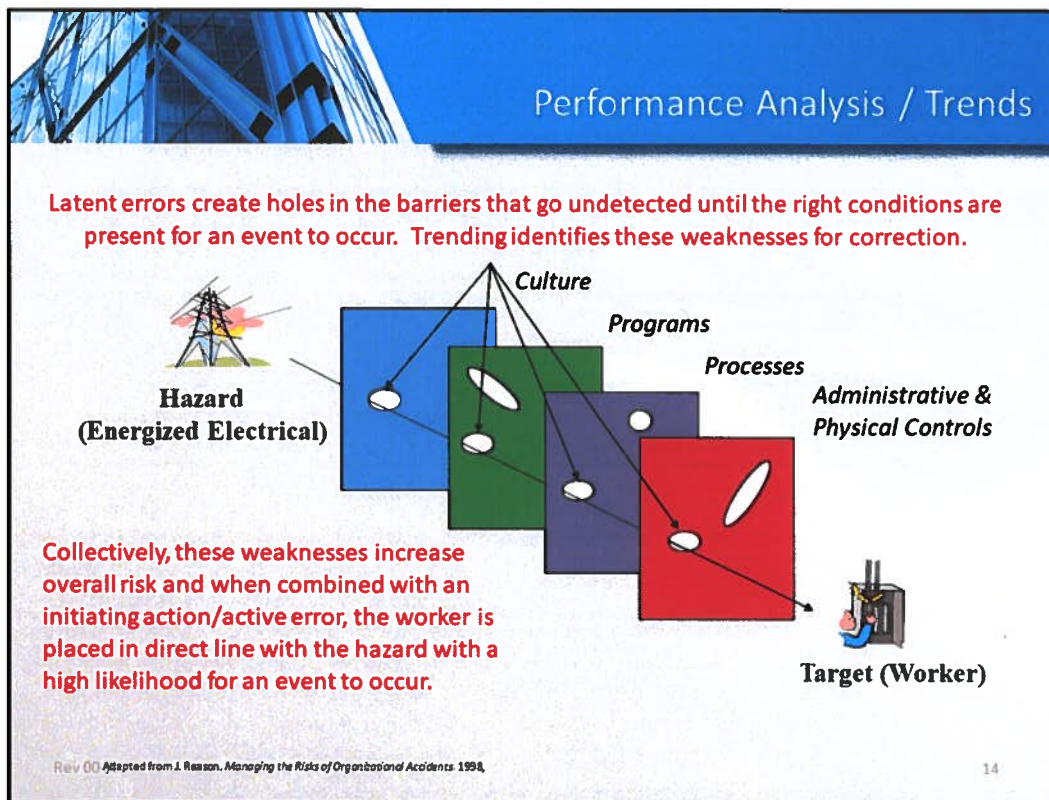 Performance Analysis / Trends
Latent errors create holes in the barriers that go undetected until the right conditions are
present for an event to occur. Trending identifies these weaknesses for correction.
Culture
Programs
Processes
Administrative &
Physical Controls
Hazard
(Energized Electrical)
Collectively, these weaknesses increase
overall risk and when combined with an
initiating action/active error, the worker is
placed in direct line with the hazard with a
high likelihood for an event to occur.
Target (Worker)
Rev 00 Adapted from J. Reason. Managing the Risks of Organizational Accidents. 1998,
14